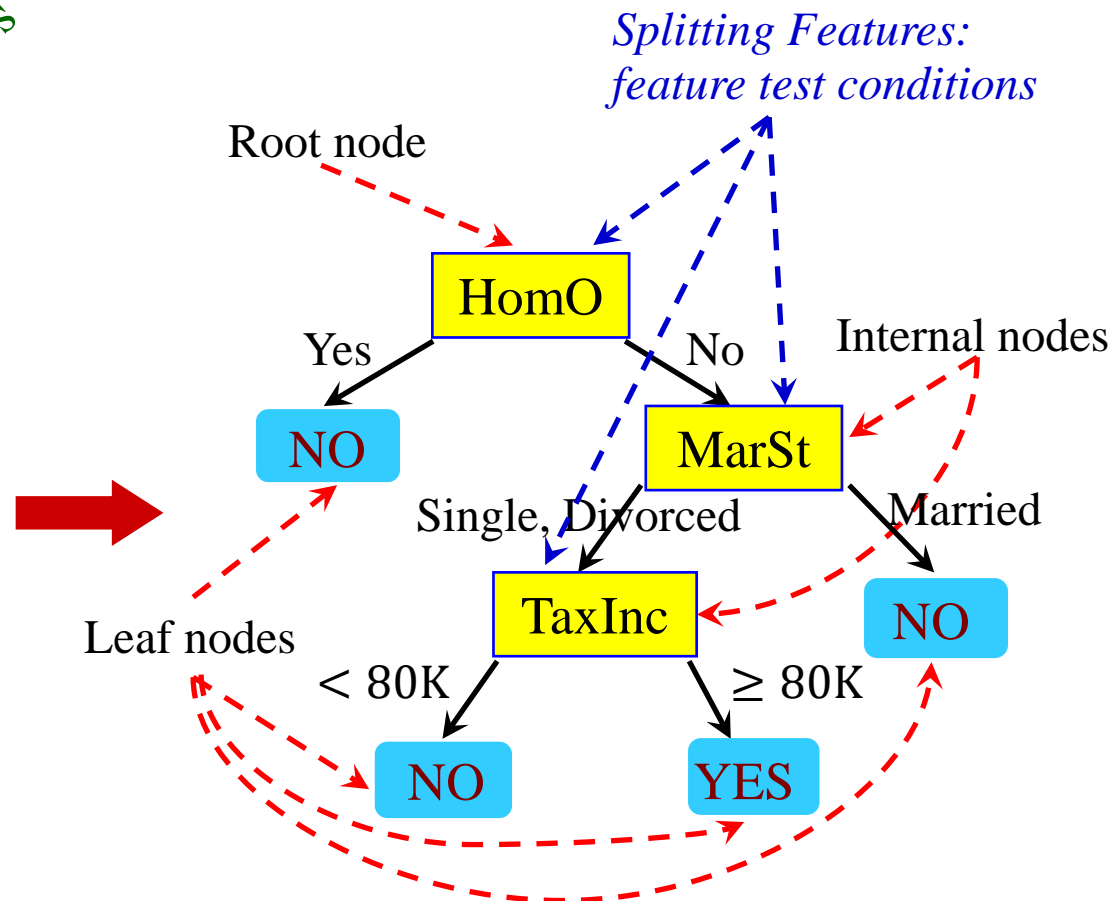 Splitting Features:
feature test conditions
Root node
HomO
Internal nodes
Yes
No
NO
MarSt
Single, Divorced
Married
TaxInc
NO
Leaf nodes
< 80K
≥ 80K
NO
YES